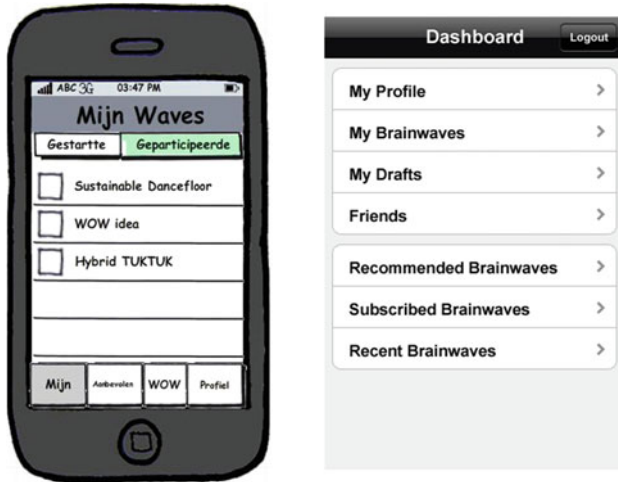 ABC 3G 03:47 PM
Mijn Waves
Gestartte Geparticipeerde
Sustainable Dancefloor
WOW idea
Hybrid TUKTUK
Mijn Aanbevolen WOW Profiel
Dashboard Logout
My Profile
My Brainwaves
My Drafts
Friends
Recommended Brainwaves
Subscribed Brainwaves
Recent Brainwaves